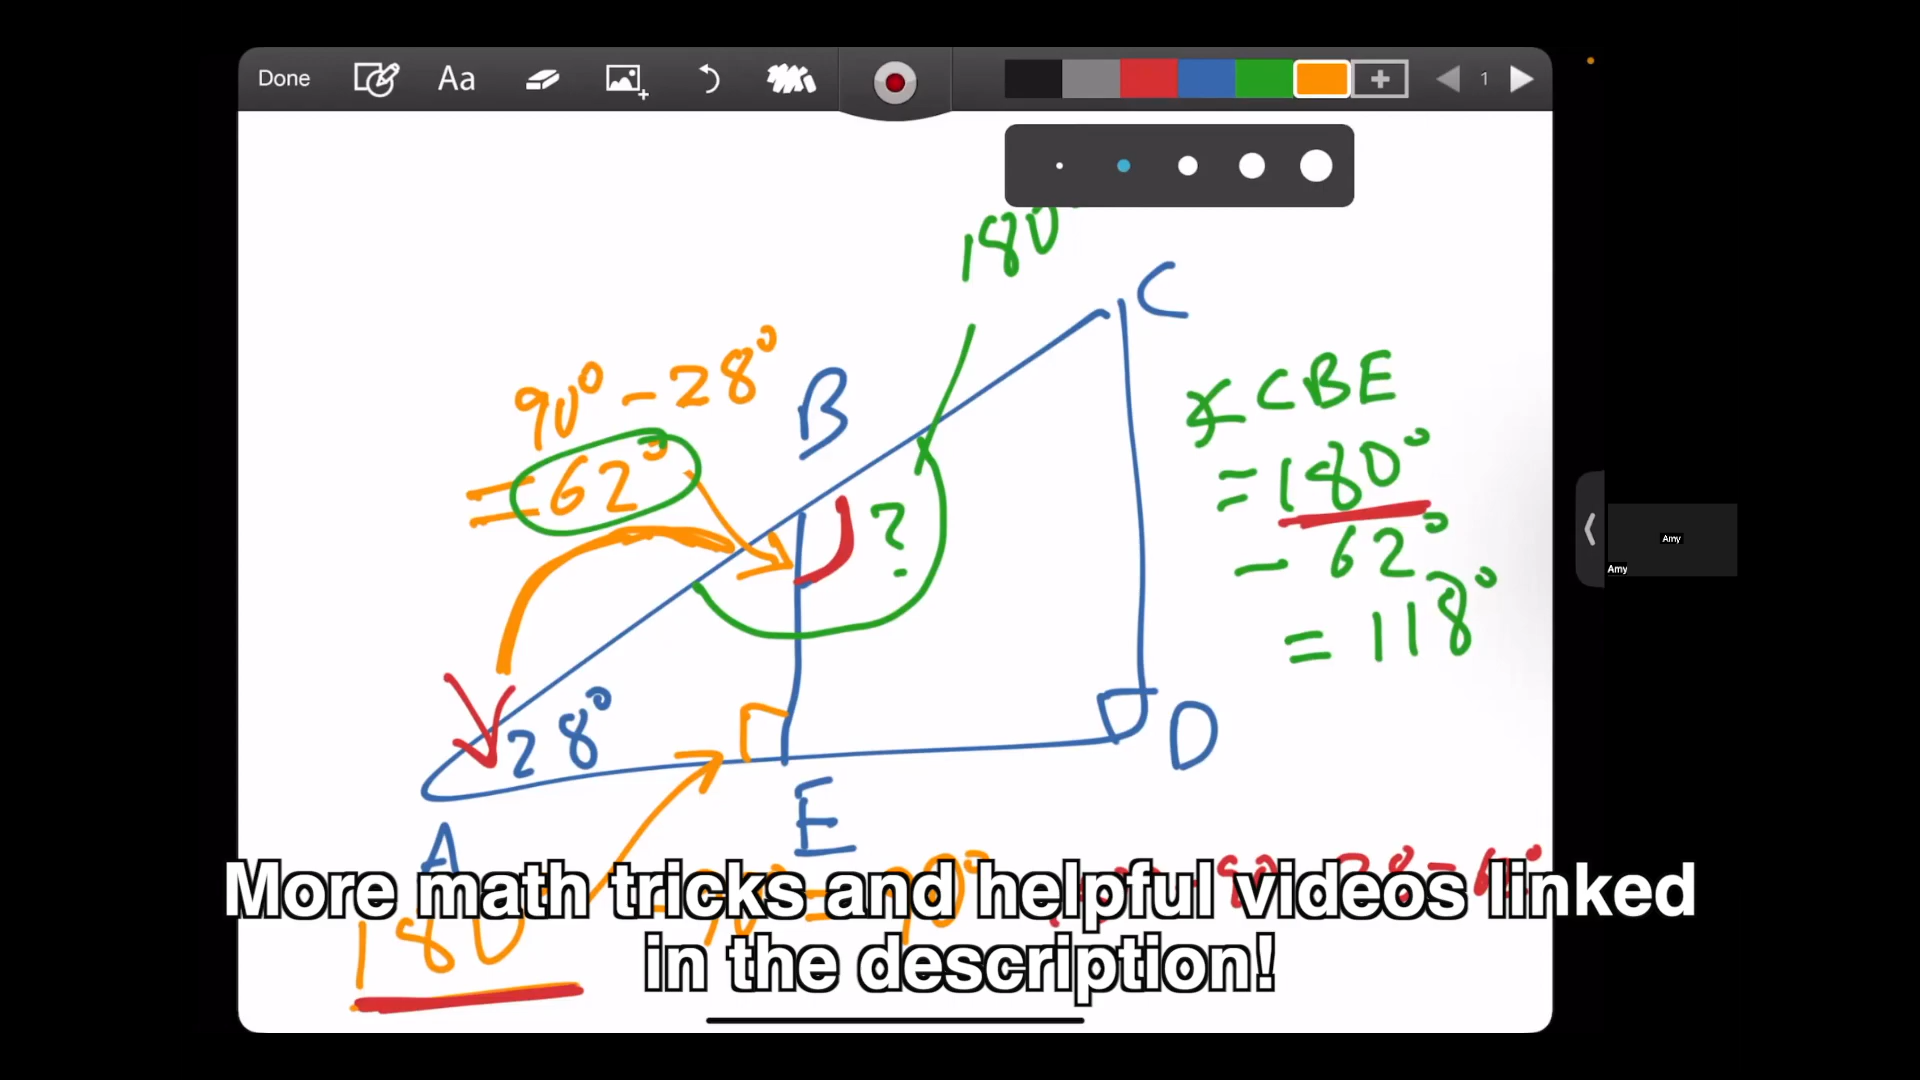 Done
Aa
1
180°
C
90° - 28°
B
∡CBE
= 62°
= 180°
?
- 62°
= 118°
28°
D
E
A
180
Amy
Amy
More math tricks and helpful videos linked
in the description!